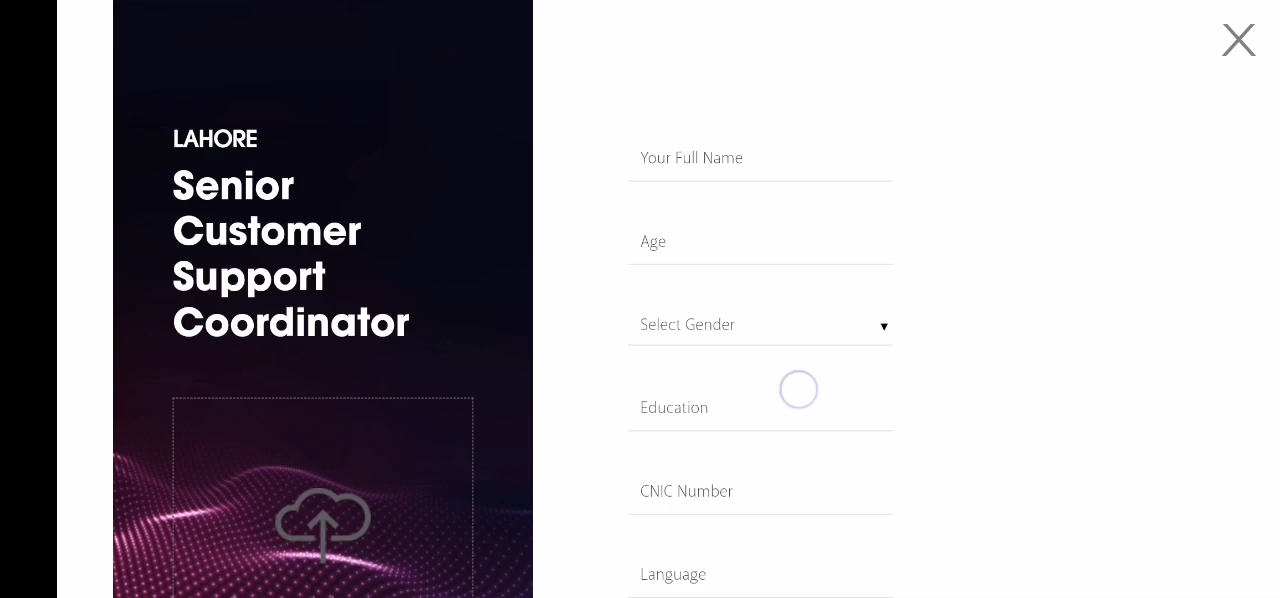 LAHORE
Senior
Customer
Support
Coordinator
Your Full Name
Age
Select Gender
Education
CNIC Number
Language